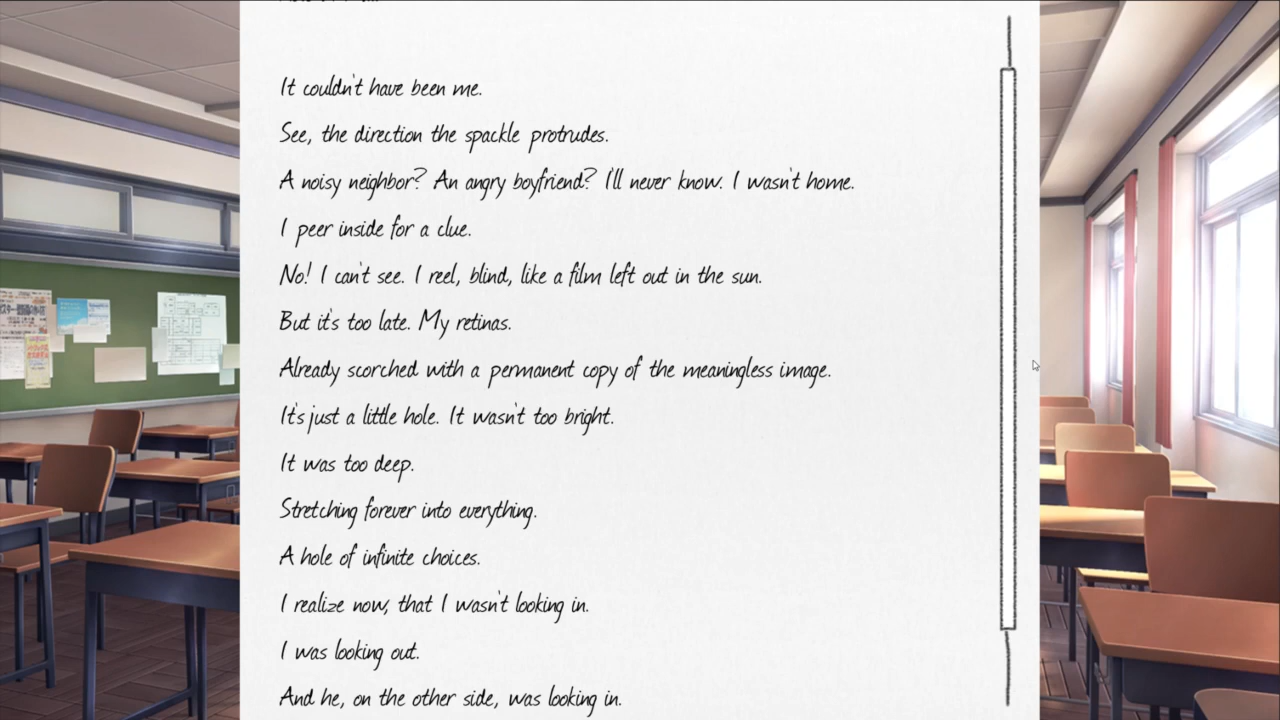 It couldn't have been me.
See, the direction the spackle protrudes.
A noisy neighbor? An angry boyfriend? I'll never know. I wasn't home.
I peer inside for a clue.
No! I can't see. I reel, blind, like a film left out in the sun.
But it's too late. My retinas.
Already scorched with a permanent copy of the meaningless image.
It's just a little hole. It wasn't too bright.
It was too deep.
Stretching forever into everything.
A hole of infinite choices.
I realize now, that I wasn't looking in.
I was looking out.
And he, on the other side, was looking in.